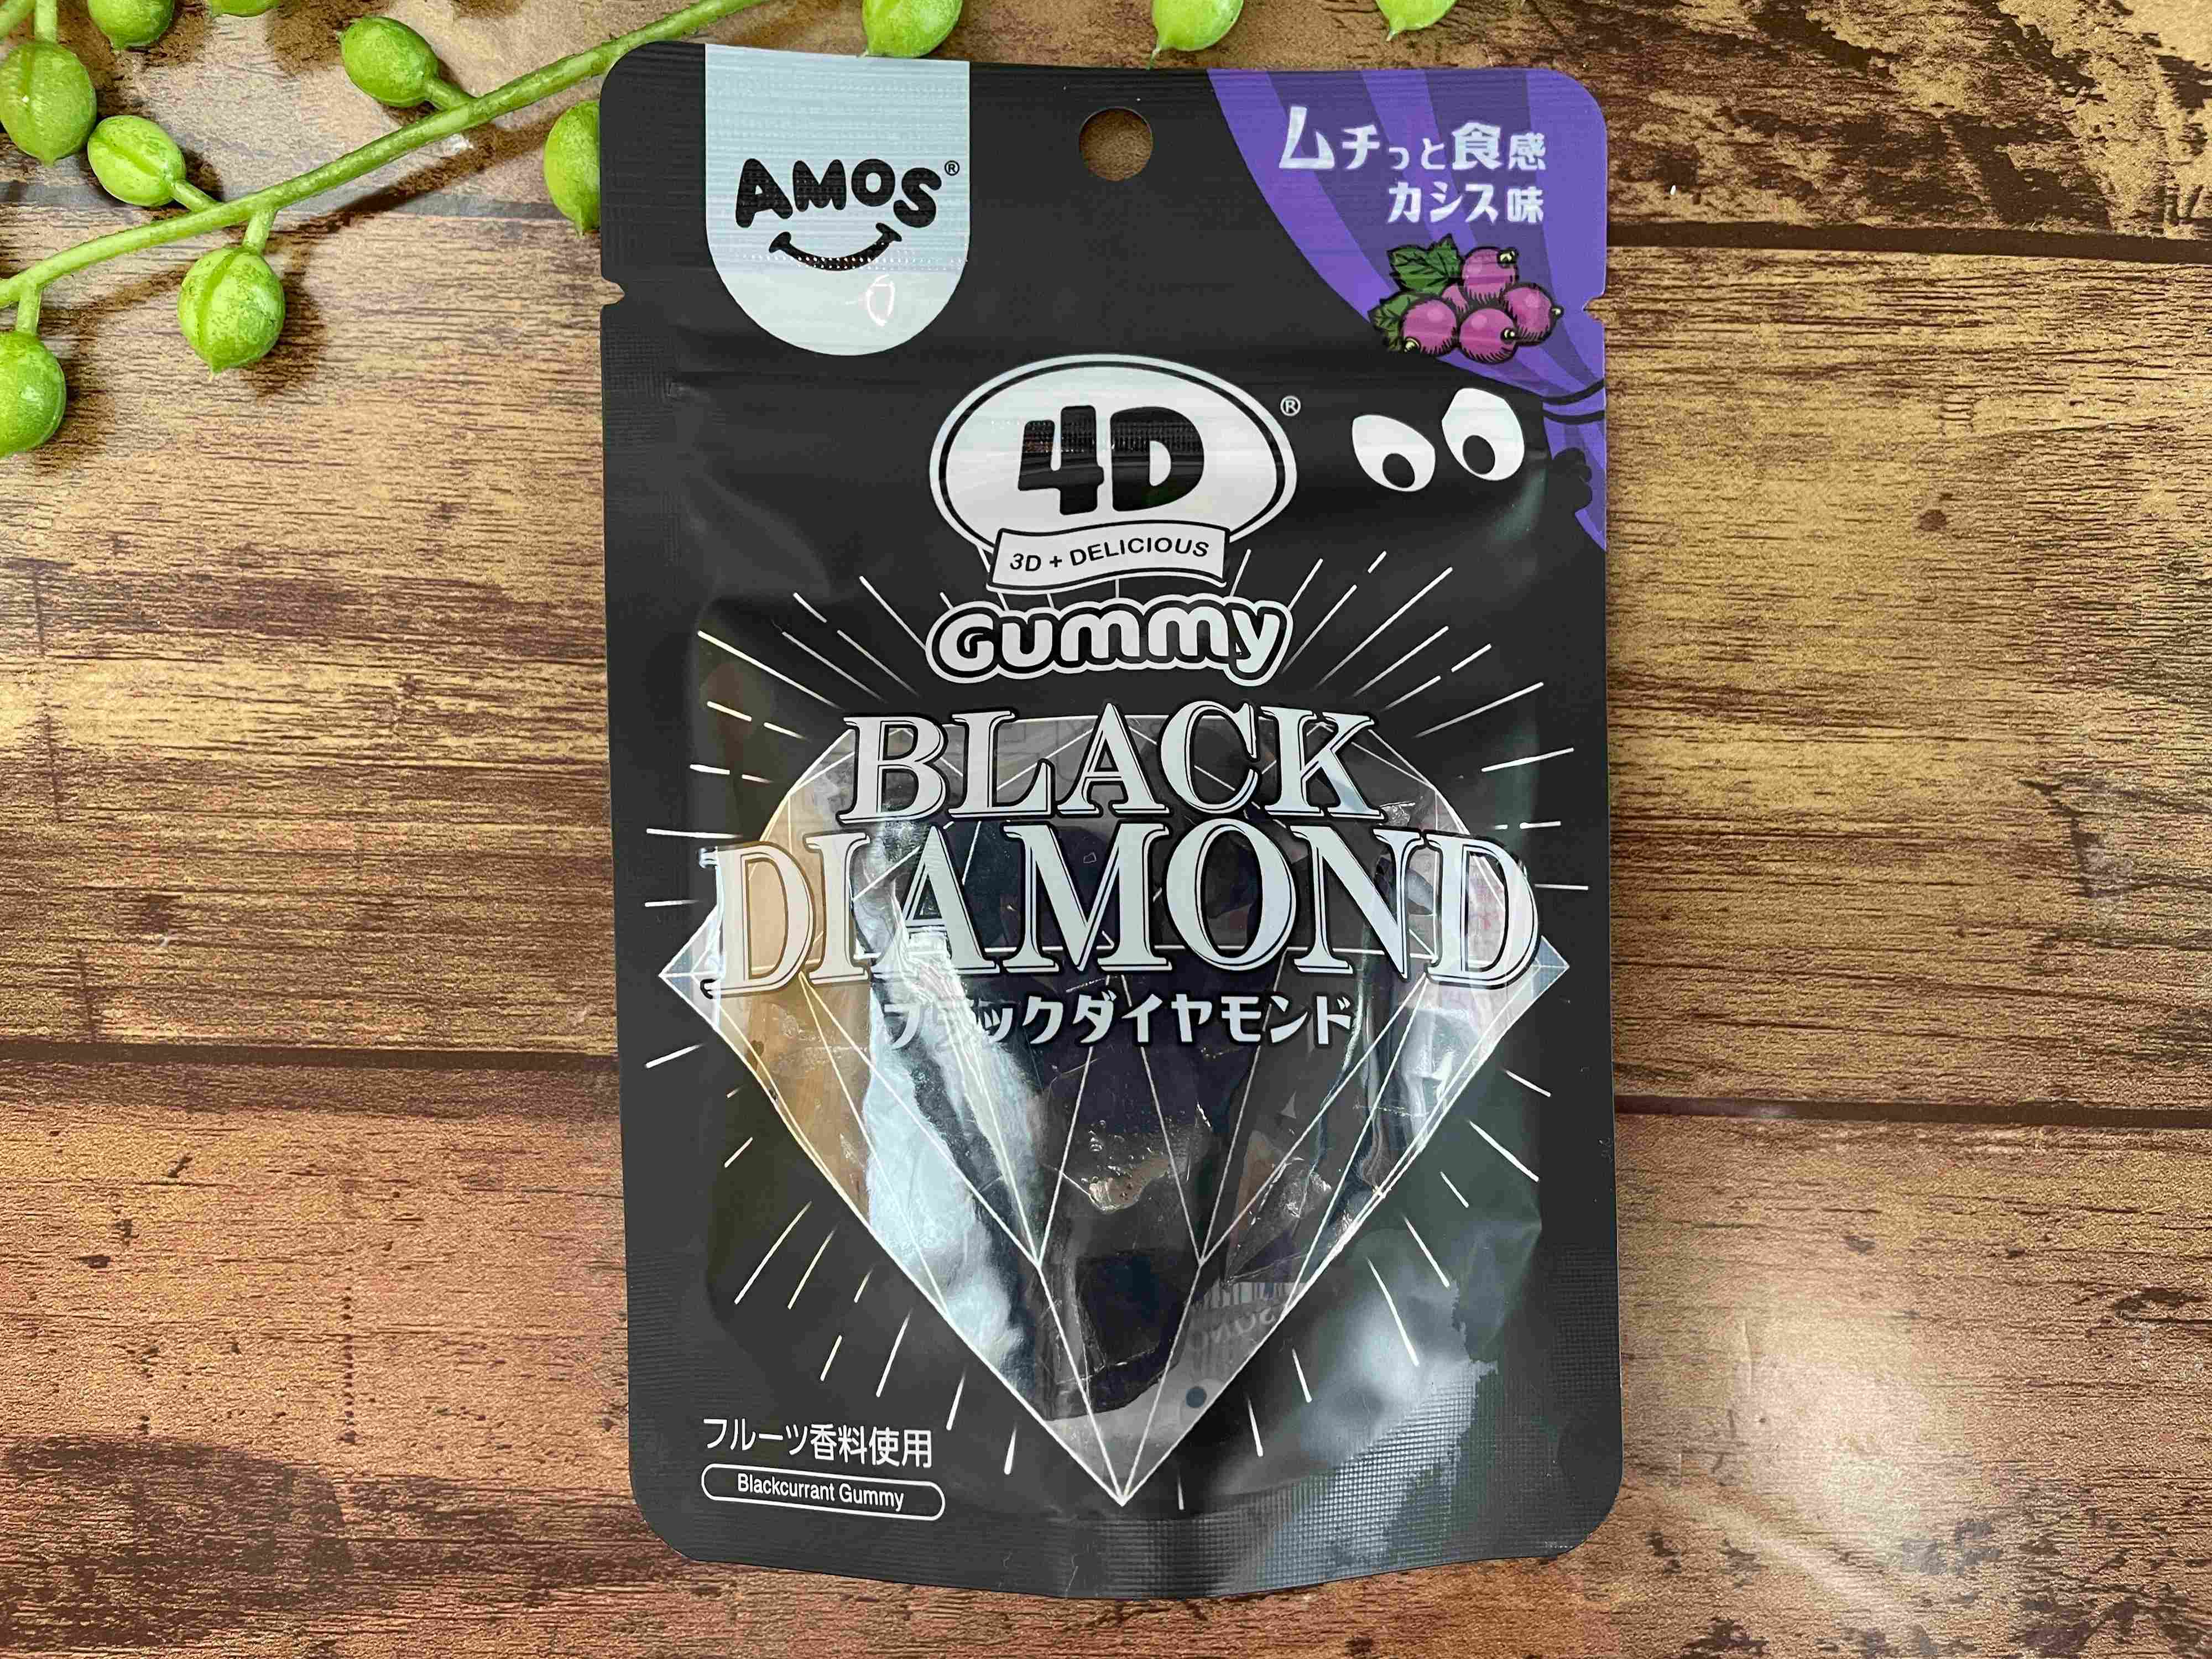 AMOS®
ムチっと食感
カシス味
4D®
3D + DELICIOUS
Gummy
BLACK
DIAMOND
ブラックダイヤモンド
フルーツ香料使用
Blackcurrant Gummy